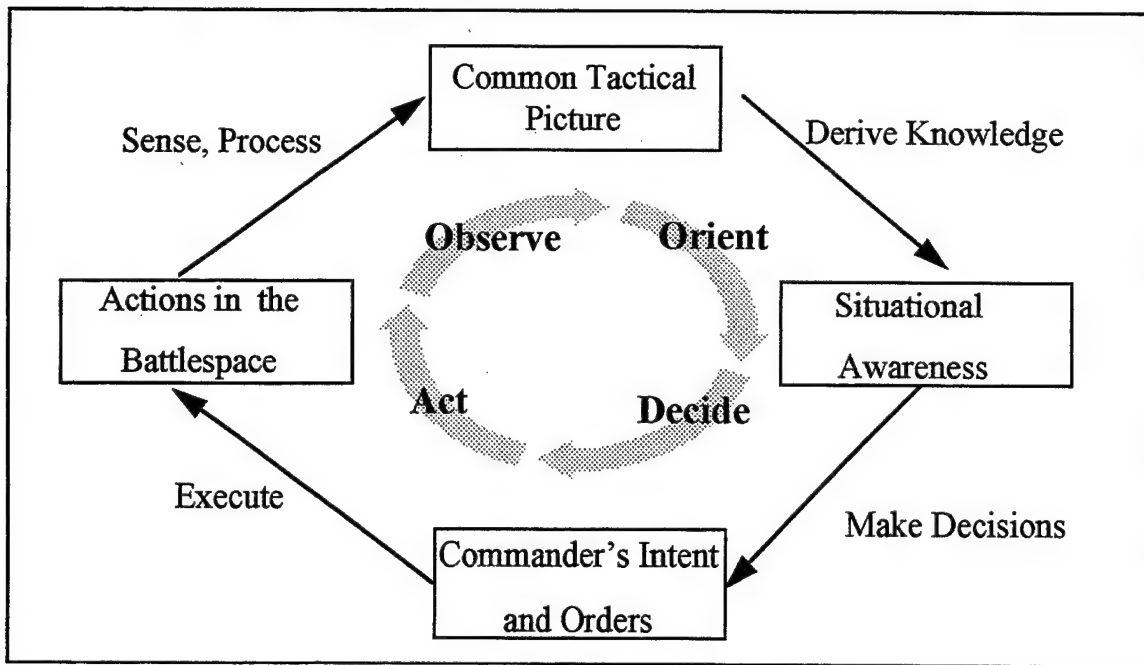 Common Tactical
Picture
Sense, Process
Derive Knowledge
Observe
Orient
Actions in the
Battlespace
Situational
Awareness
Act
Decide
Execute
Make Decisions
Commander's Intent
and Orders